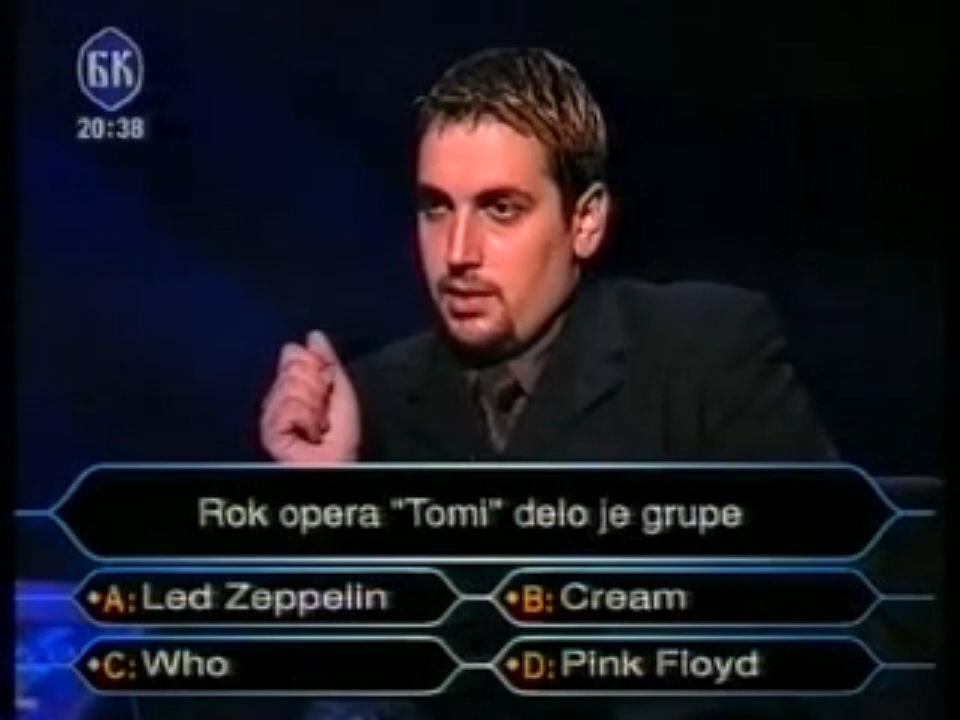 БК
20:38
Rok opera "Tomi" delo je grupe
•A: Led Zeppelin •B: Cream
•C: Who •D: Pink Floyd